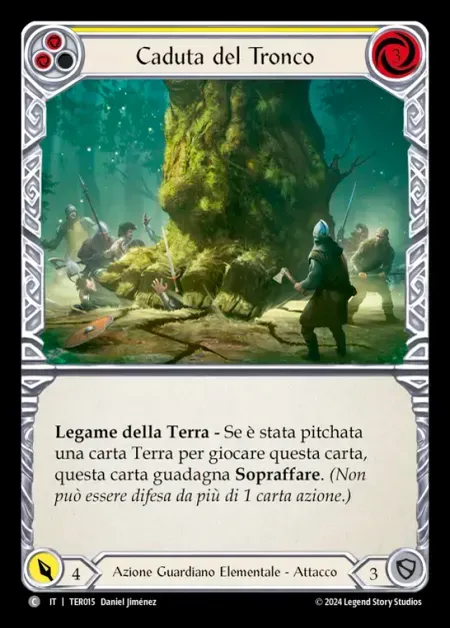 Caduta del Tronco
3
Legame della Terra - Se è stata pitchata
una carta Terra per giocare questa carta,
questa carta guadagna Sopraffare. (Non
può essere difesa da più di 1 carta azione.)
4
Azione Guardiano Elementale - Attacco
3
C IT | TER015 Daniel Jiménez
© 2024 Legend Story Studios